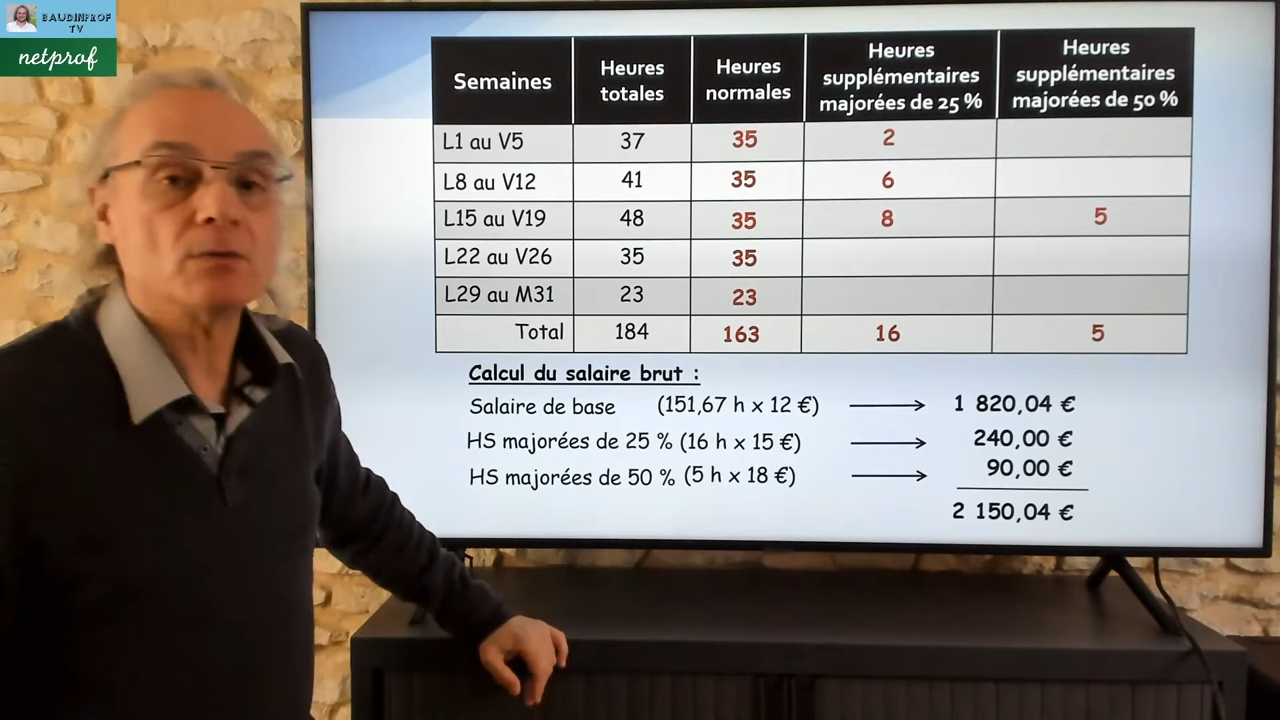 BAUDINPROF
TV
netprof
Semaines | Heures totales | Heures normales | Heures supplémentaires majorées de 25 % | Heures supplémentaires majorées de 50 %
L1 au V5 | 37 | 35 | 2
L8 au V12 | 41 | 35 | 6
L15 au V19 | 48 | 35 | 8 | 5
L22 au V26 | 35 | 35
L29 au M31 | 23 | 23
Total | 184 | 163 | 16 | 5
Calcul du salaire brut :
Salaire de base (151,67 h x 12 €) → 1 820,04 €
HS majorées de 25 % (16 h x 15 €) → 240,00 €
HS majorées de 50 % (5 h x 18 €) → 90,00 €
2 150,04 €